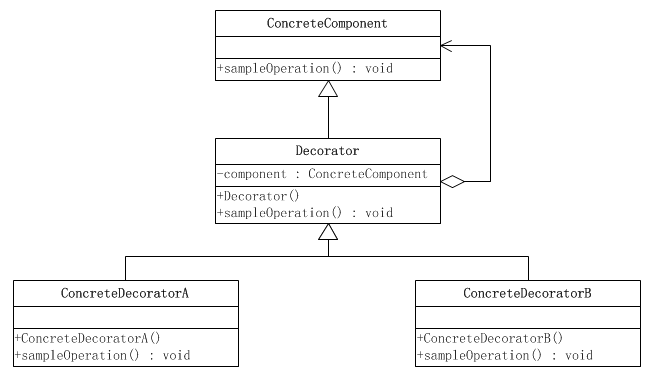 ConcreteComponent
+sampleOperation() : void
Decorator
-component : ConcreteComponent
+Decorator()
+sampleOperation() : void
ConcreteDecoratorA
+ConcreteDecoratorA()
+sampleOperation() : void
ConcreteDecoratorB
+ConcreteDecoratorB()
+sampleOperation() : void